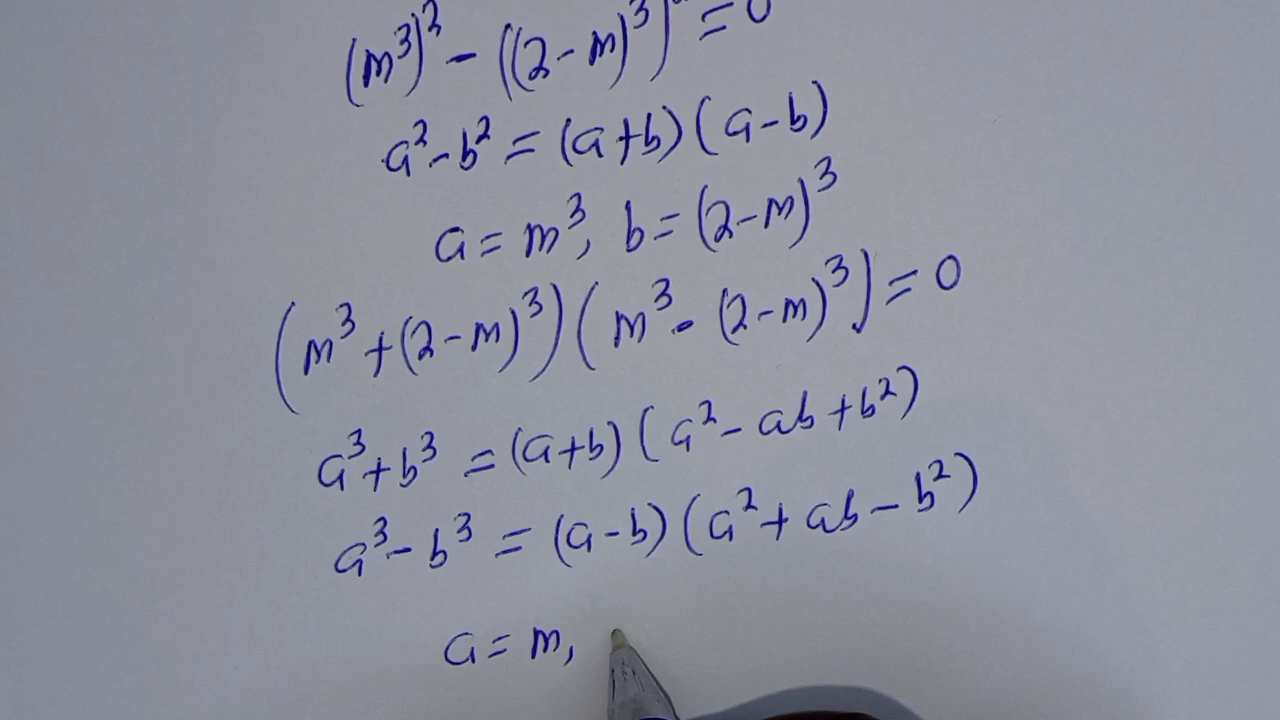 (m³)² - ((2-m)³)² = 0
a² - b² = (a+b)(a-b)
a = m³, b = (2-m)³
(m³ + (2-m)³)(m³ - (2-m)³) = 0
a³ + b³ = (a+b)(a² - ab + b²)
a³ - b³ = (a-b)(a² + ab - b²)
a = m,